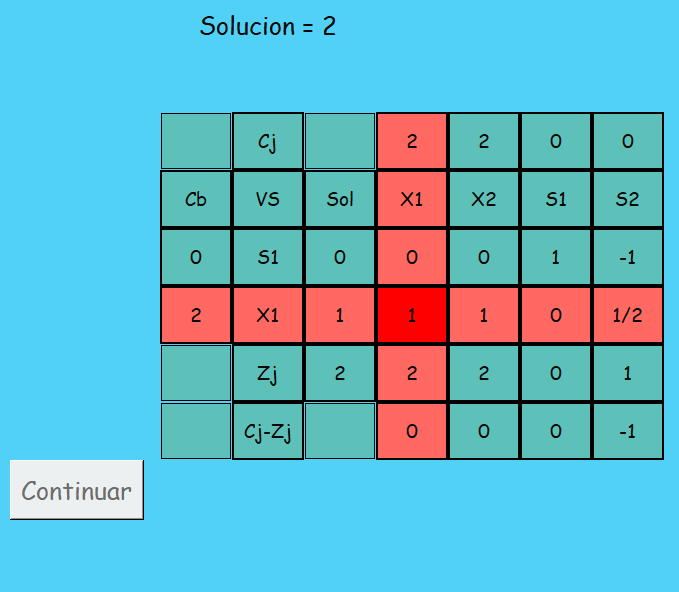 Solucion = 2
Cj 2 2 0 0
Cb VS Sol X1 X2 S1 S2
0 S1 0 0 0 1 -1
2 X1 1 1 1 0 1/2
Zj 2 2 2 0 1
Cj-Zj 0 0 0 -1
Continuar